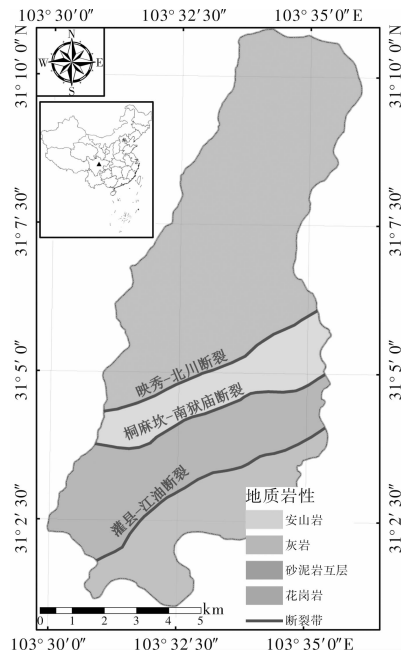 103° 30′ 0″
103° 32′ 30″
103° 35′ 0″ E
N
W E
S
31° 10′ 0″ N
31° 10′ 0″ N
31° 7′ 30″
31° 7′ 30″
31° 5′ 0″
31° 5′ 0″
31° 2′ 30″
31° 2′ 30″
映秀-北川断裂
桐麻坎-南狱庙断裂
灌县-江油断裂
地质岩性
安山岩
灰岩
砂泥岩互层
花岗岩
断裂带
km
0 1 2 3 4 5
103° 30′ 0″
103° 32′ 30″
103° 35′ 0″ E